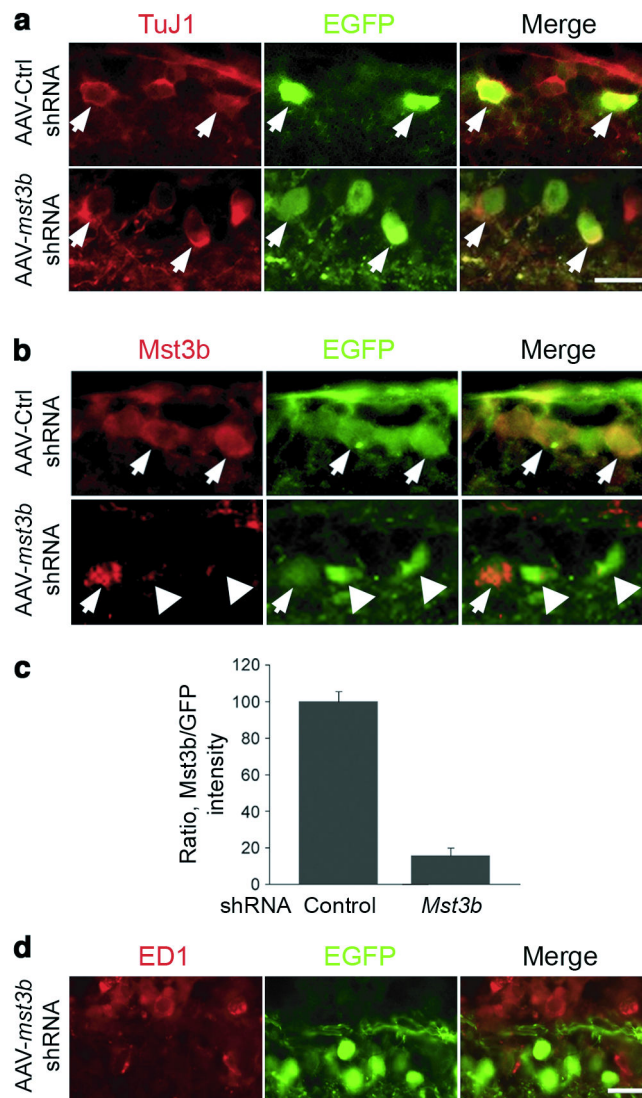 a
TuJ1 EGFP Merge
AAV-Ctrl
shRNA
AAV-mst3b
shRNA
b
Mst3b EGFP Merge
AAV-Ctrl
shRNA
AAV-mst3b
shRNA
c
Ratio, Mst3b/GFP
intensity
120
100
80
60
40
20
0
shRNA Control Mst3b
d
ED1 EGFP Merge
AAV-mst3b
shRNA